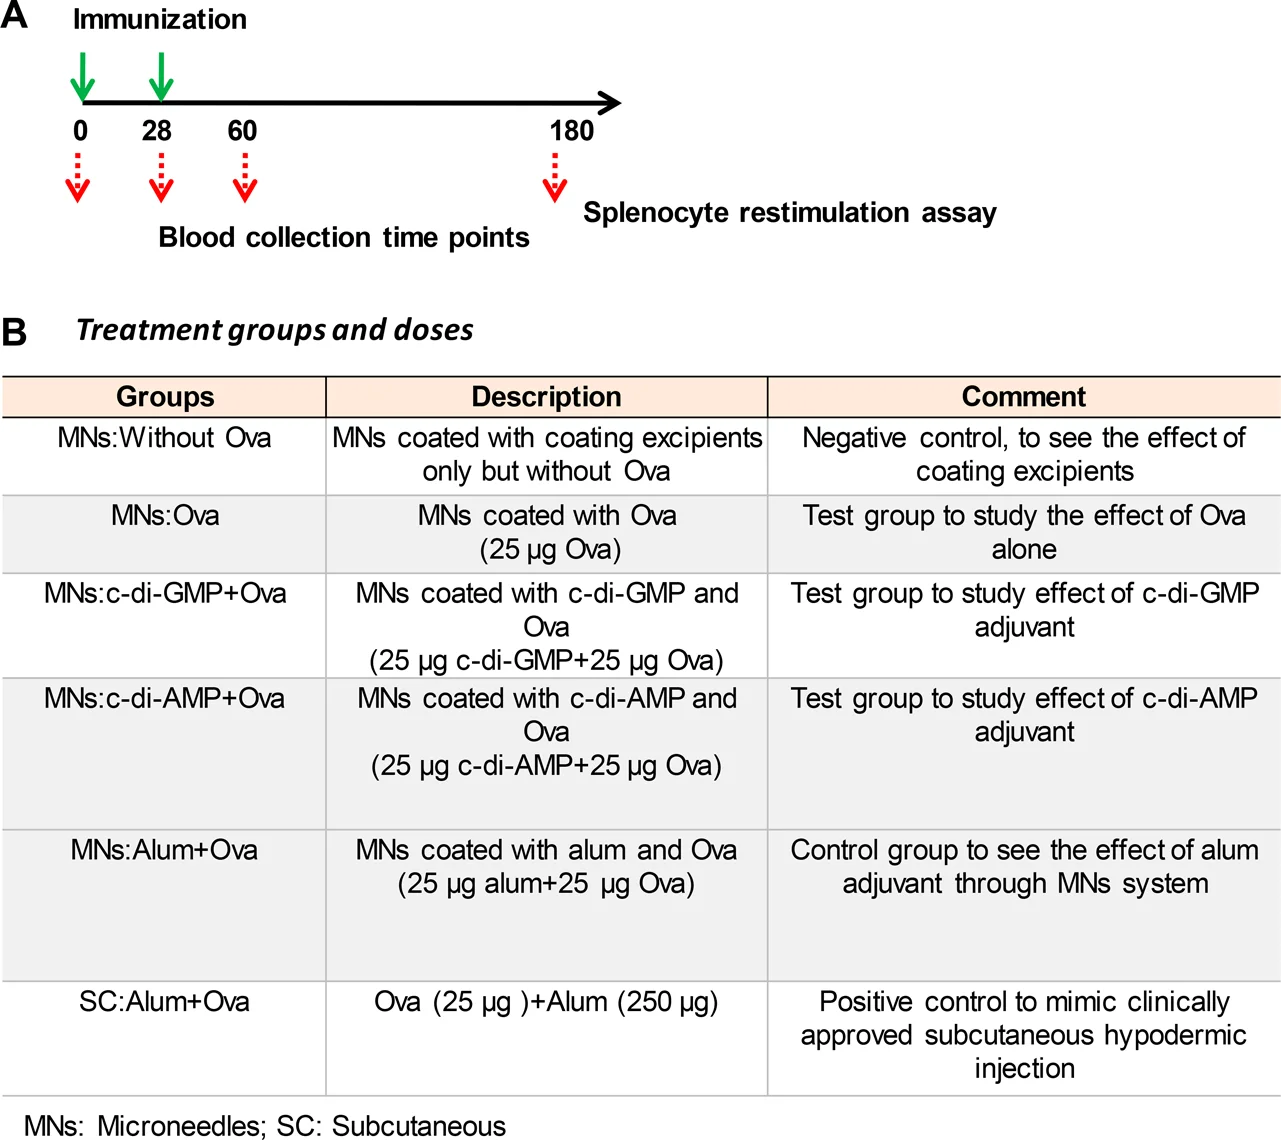 A
Immunization
0 28 60 180
Splenocyte restimulation assay
Blood collection time points
B Treatment groups and doses
Groups Description Comment
MNs:Without Ova
MNs coated with coating excipients
only but without Ova
Negative control, to see the effect of
coating excipients
MNs:Ova
MNs coated with Ova
(25 µg Ova)
Test group to study the effect of Ova
alone
MNs:c-di-GMP+Ova
MNs coated with c-di-GMP and
Ova
(25 µg c-di-GMP+25 µg Ova)
Test group to study effect of c-di-GMP
adjuvant
MNs:c-di-AMP+Ova
MNs coated with c-di-AMP and
Ova
(25 µg c-di-AMP+25 µg Ova)
Test group to study effect of c-di-AMP
adjuvant
MNs:Alum+Ova
MNs coated with alum and Ova
(25 µg alum+25 µg Ova)
Control group to see the effect of alum
adjuvant through MNs system
SC:Alum+Ova
Ova (25 µg )+Alum (250 µg)
Positive control to mimic clinically
approved subcutaneous hypodermic
injection
MNs: Microneedles; SC: Subcutaneous